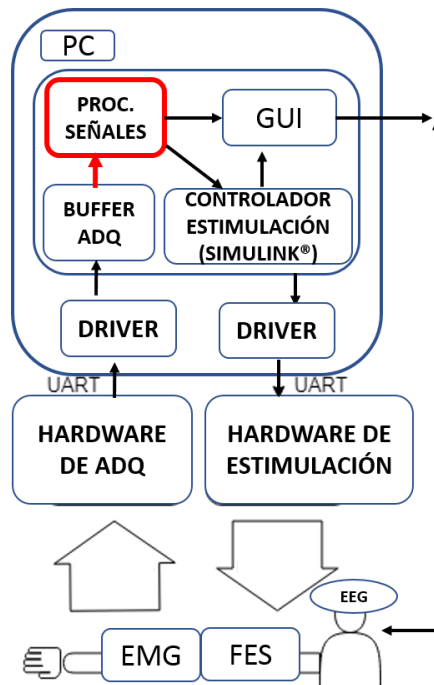 PC
PROC.
SEÑALES
GUI
BUFFER
ADQ
CONTROLADOR
ESTIMULACIÓN
(SIMULINK®)
DRIVER
DRIVER
UART
UART
HARDWARE
DE ADQ
HARDWARE DE
ESTIMULACIÓN
EEG
EMG
FES